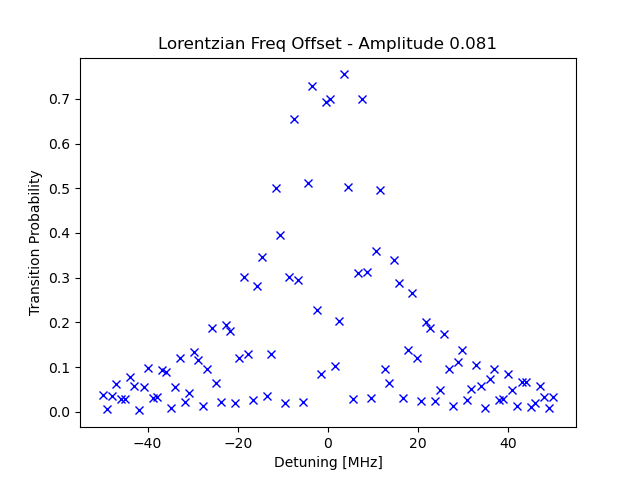 Lorentzian Freq Offset - Amplitude 0.081
Transition Probability
0.7
0.6
0.5
0.4
0.3
0.2
0.1
0.0
−40 −20 0 20 40
Detuning [MHz]